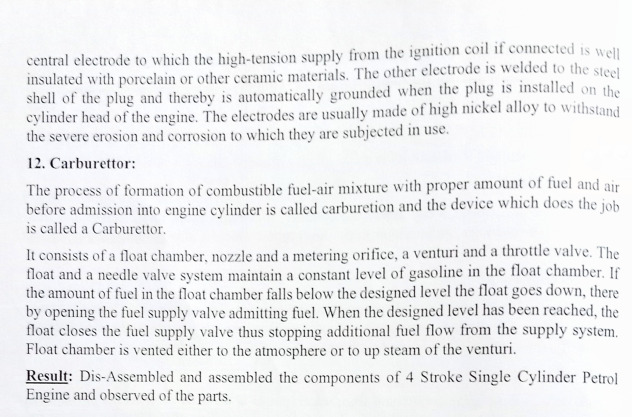 central electrode to which the high-tension supply from the ignition coil if connected is well
insulated with porcelain or other ceramic materials. The other electrode is welded to the steel
shell of the plug and thereby is automatically grounded when the plug is installed on the
cylinder head of the engine. The electrodes are usually made of high nickel alloy to withstand
the severe erosion and corrosion to which they are subjected in use.
12. Carburettor:
The process of formation of combustible fuel-air mixture with proper amount of fuel and air
before admission into engine cylinder is called carburetion and the device which does the job
is called a Carburettor.
It consists of a float chamber, nozzle and a metering orifice, a venturi and a throttle valve. The
float and a needle valve system maintain a constant level of gasoline in the float chamber. If
the amount of fuel in the float chamber falls below the designed level the float goes down, there
by opening the fuel supply valve admitting fuel. When the designed level has been reached, the
float closes the fuel supply valve thus stopping additional fuel flow from the supply system.
Float chamber is vented either to the atmosphere or to up steam of the venturi.
Result: Dis-Assembled and assembled the components of 4 Stroke Single Cylinder Petrol
Engine and observed of the parts.